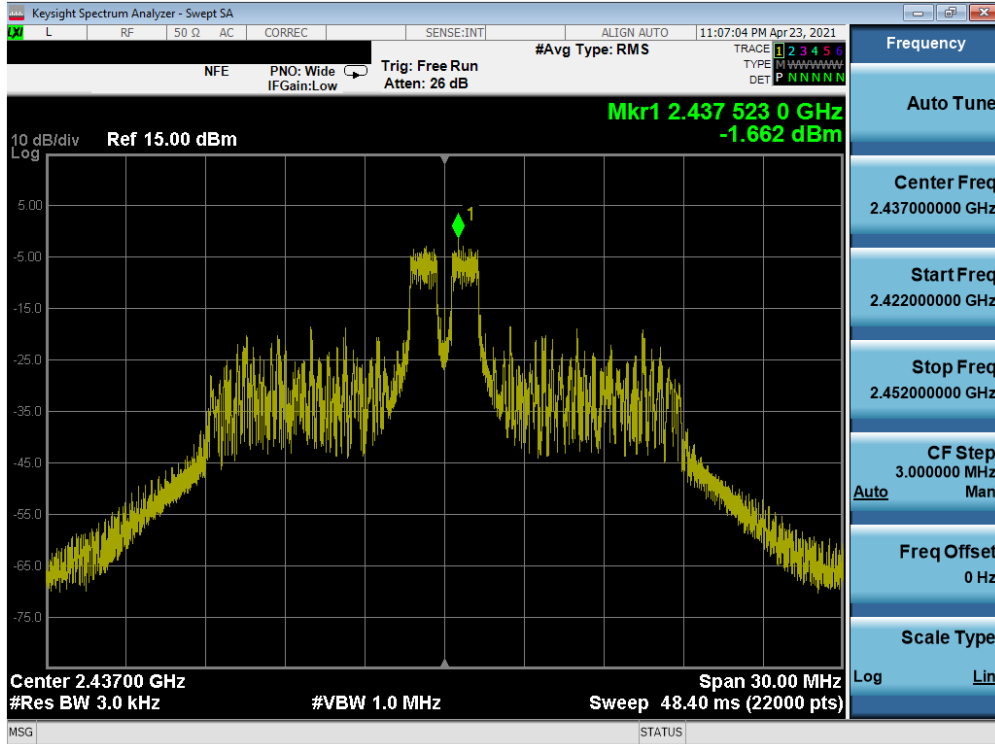 Keysight Spectrum Analyzer - Swept SA
LXI L RF 50 Ω AC CORREC SENSE:INT ALIGN AUTO 11:07:04 PM Apr 23, 2021
NFE PNO: Wide IFGain:Low Trig: Free Run Atten: 26 dB #Avg Type: RMS
TRACE 1 2 3 4 5 6
TYPE M WWWWW
DET P N N N N N
Mkr1 2.437 523 0 GHz
-1.662 dBm
10 dB/div Ref 15.00 dBm
Log
1
5.00
-5.00
-15.0
-25.0
-35.0
-45.0
-55.0
-65.0
-75.0
Center 2.43700 GHz Span 30.00 MHz
#Res BW 3.0 kHz #VBW 1.0 MHz Sweep 48.40 ms (22000 pts)
MSG STATUS
Frequency
Auto Tune
Center Freq
2.437000000 GHz
Start Freq
2.422000000 GHz
Stop Freq
2.452000000 GHz
CF Step
3.000000 MHz
Auto Man
Freq Offset
0 Hz
Scale Type
Log Lin